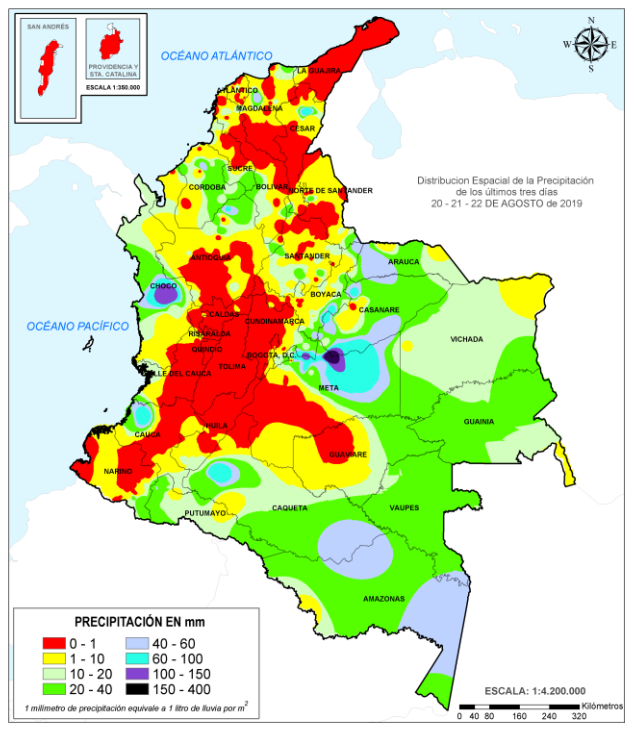 SAN ANDRÉS
PROVIDENCIA Y
STA. CATALINA
ESCALA 1:350.000
N
W
E
S
OCÉANO ATLÁNTICO
LA GUAJIRA
ATLÁNTICO
MAGDALENA
CESAR
SUCRE
CORDOBA
BOLIVAR
NORTE DE SANTANDER
Distribucion Espacial de la Precipitación
de los últimos tres días
20 - 21 - 22 DE AGOSTO de 2019
ANTIOQUIA
SANTANDER
ARAUCA
CHOCO
BOYACA
CASANARE
CALDAS
CUNDINAMARCA
OCÉANO PACÍFICO
RISARALDA
VICHADA
QUINDIO
BOGOTA, D.C.
TOLIMA
VALLE DEL CAUCA
META
GUAINIA
HUILA
CAUCA
GUAVIARE
NARIÑO
PUTUMAYO
CAQUETA
VAUPES
AMAZONAS
PRECIPITACIÓN EN mm
0 - 1
40 - 60
1 - 10
60 - 100
10 - 20
100 - 150
20 - 40
150 - 400
1 milímetro de precipitación equivale a 1 litro de lluvia por m2
ESCALA: 1:4.200.000
0 40 80 160 240 320 Kilómetros